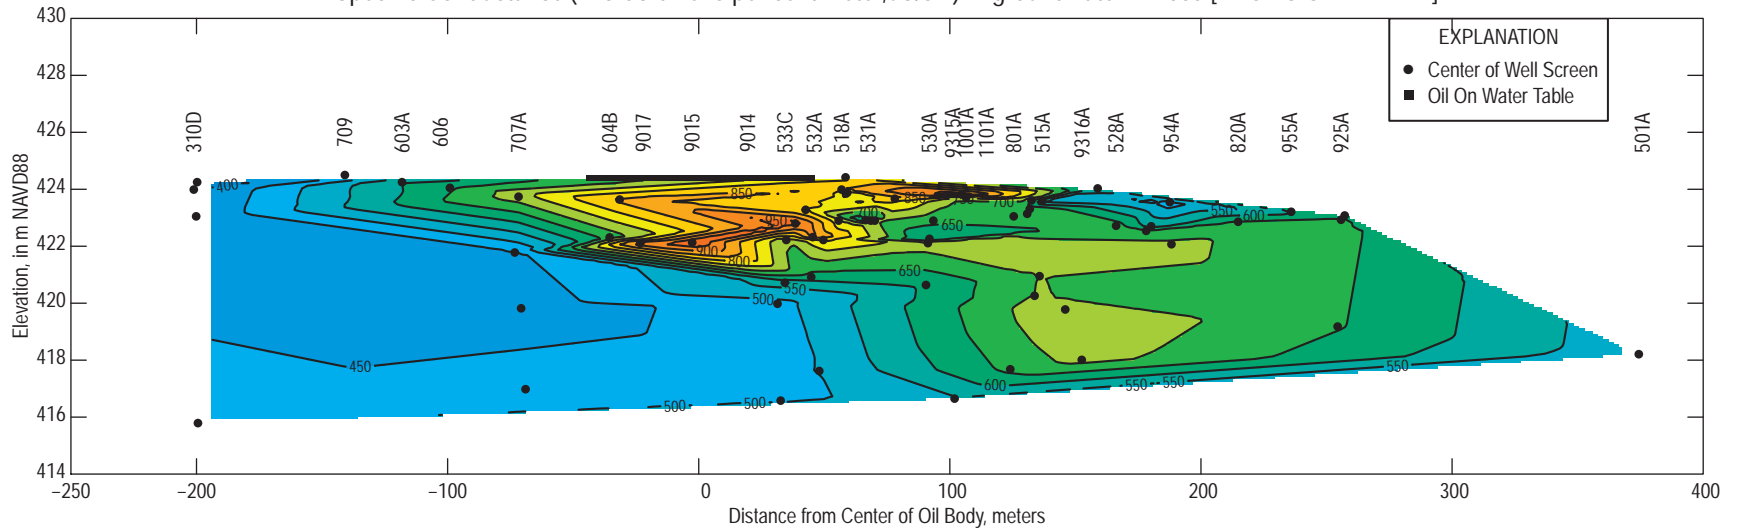 430
428
426
424
422
420
418
416
414
Elevation, in m NAVD88
−250
−200
−100
0
100
200
300
400
Distance from Center of Oil Body, meters
EXPLANATION
Center of Well Screen
Oil On Water Table
310D
709
603A
606
707A
604B
9017
9015
9014
533C
532A
518A
531A
530A
9315A
1001A
1101A
801A
515A
9316A
528A
954A
820A
955A
925A
501A
400
850
950
900
800
700
850
750
700
650
550
600
650
550
500
450
500
500
600
550
550
550